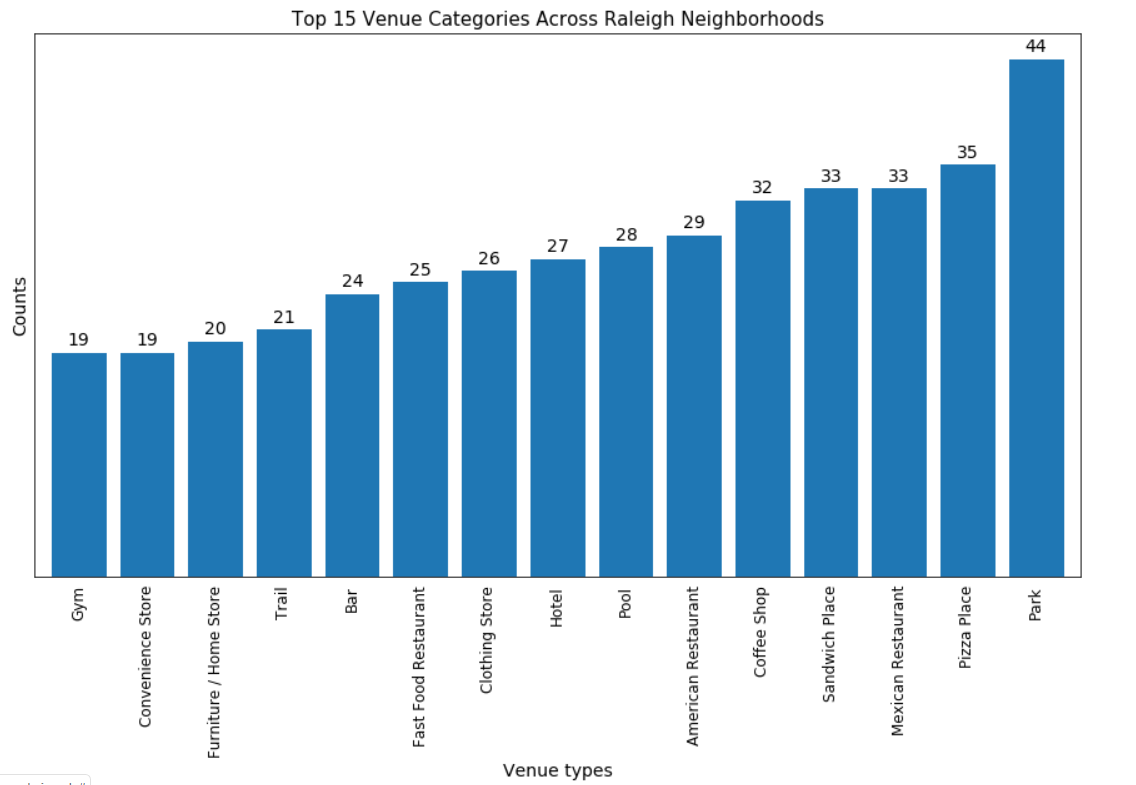 Top 15 Venue Categories Across Raleigh Neighborhoods
44
35
33
33
32
29
28
27
26
25
24
21
20
19
19
Counts
Gym
Convenience Store
Furniture / Home Store
Trail
Bar
Fast Food Restaurant
Clothing Store
Hotel
Pool
American Restaurant
Coffee Shop
Sandwich Place
Mexican Restaurant
Pizza Place
Park
Venue types